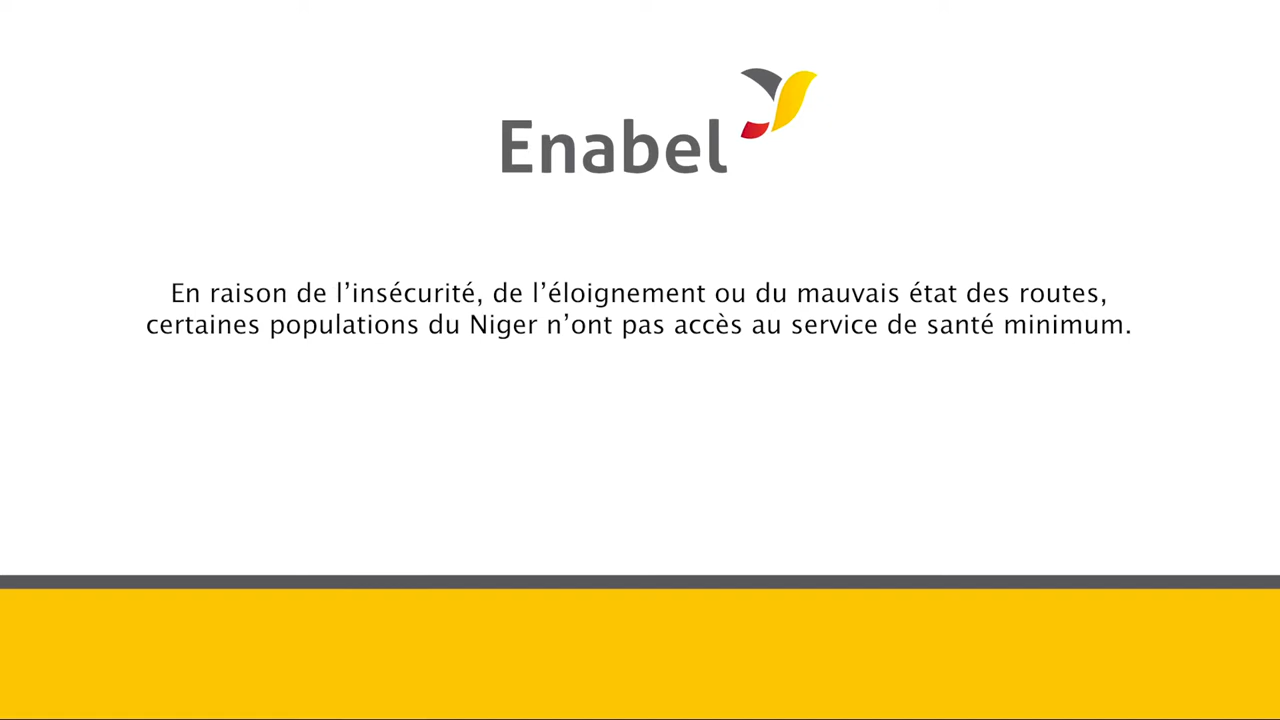 Enabel
En raison de l’insécurité, de l’éloignement ou du mauvais état des routes,
certaines populations du Niger n’ont pas accès au service de santé minimum.